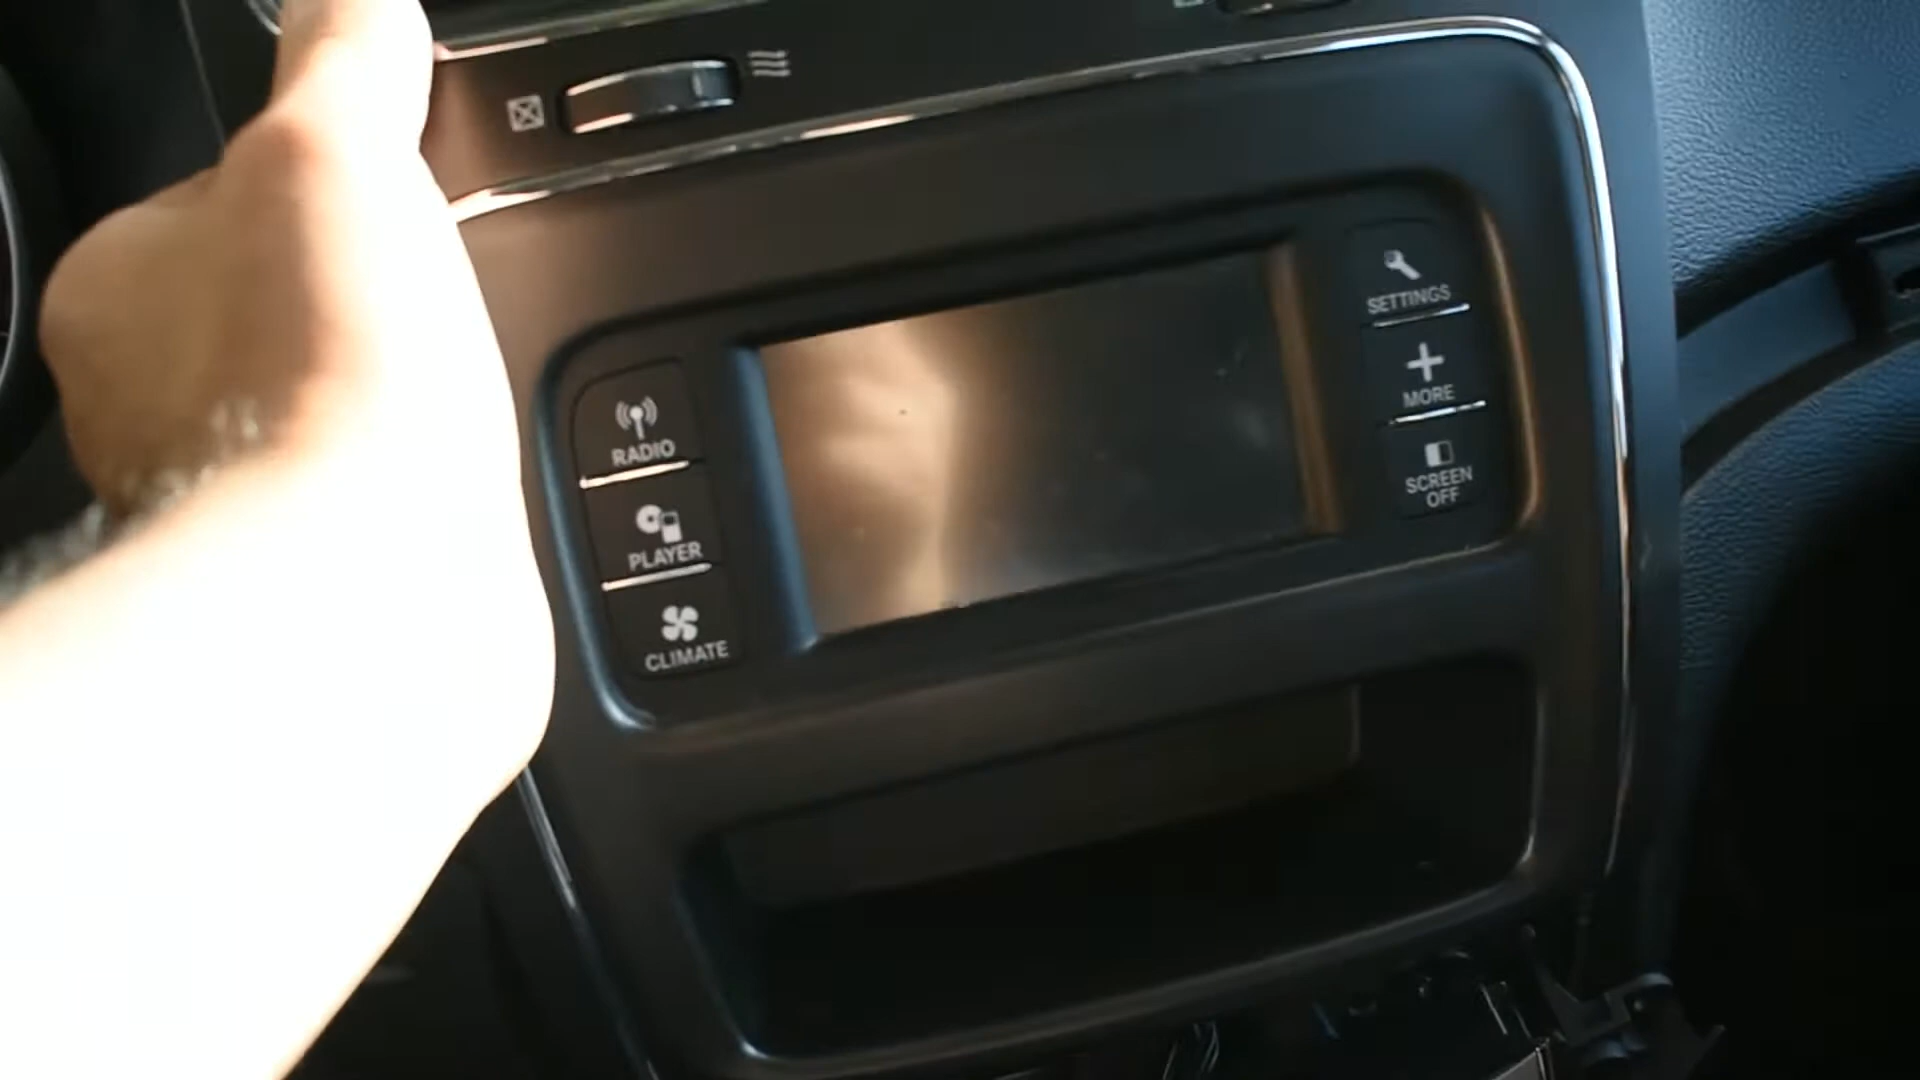 SETTINGS
MORE
SCREEN
OFF
RADIO
PLAYER
CLIMATE